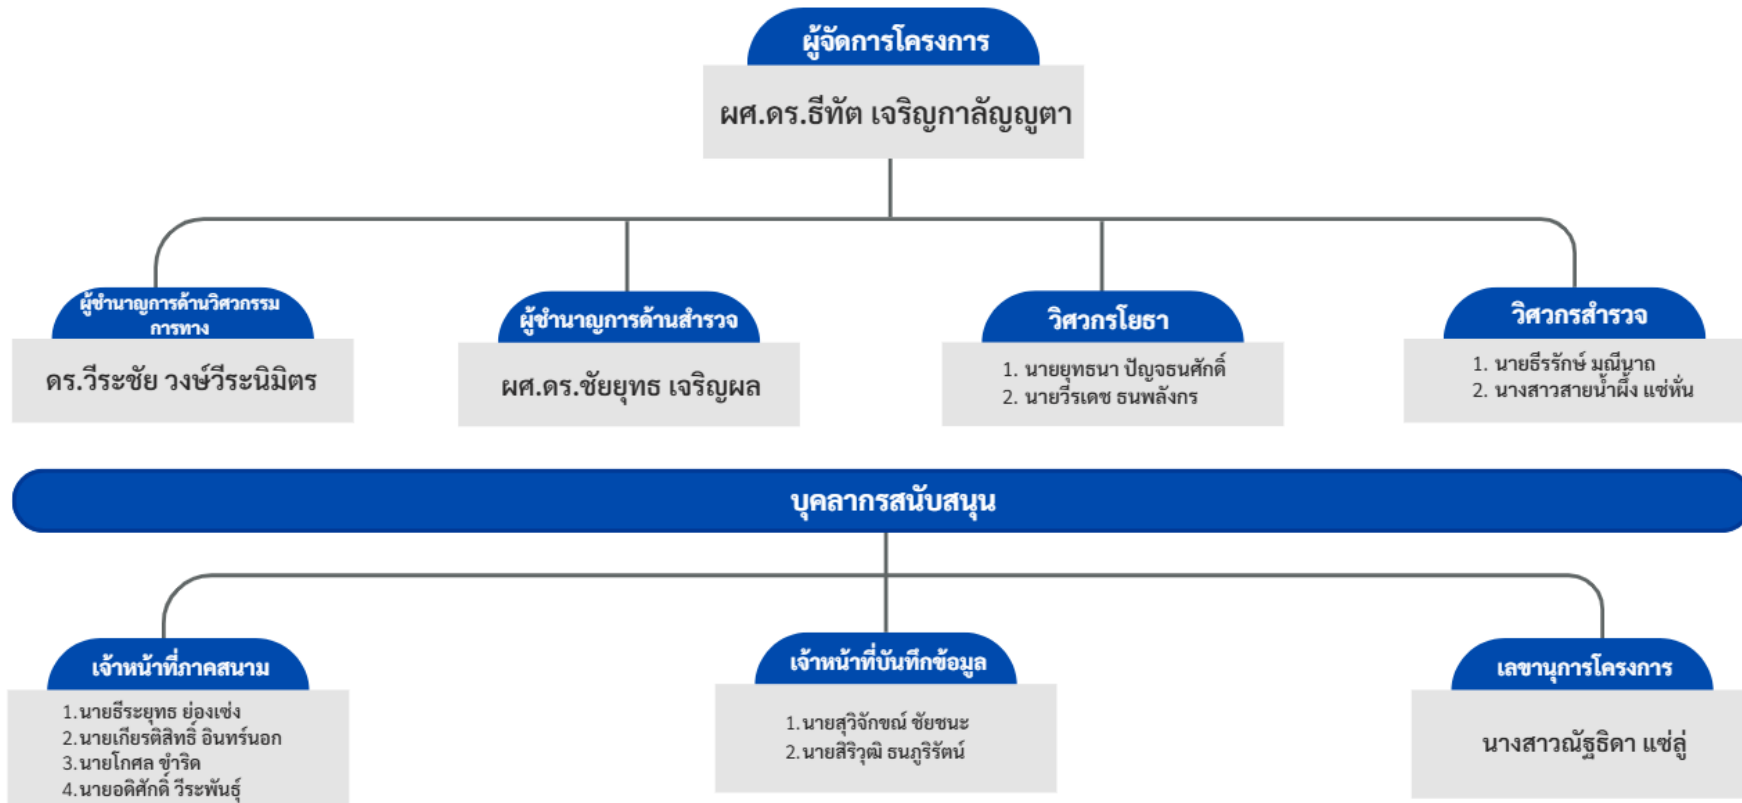 ผู้จัดการโครงการ
ผศ.ดร.ธีทัต เจริญกาลัญญูตา
ผู้ชำนาญการด้านวิศวกรรม
การทาง
ดร.วีระชัย วงษ์วีระนิมิตร
ผู้ชำนาญการด้านสำรวจ
ผศ.ดร.ชัยยุทธ เจริญผล
วิศวกรโยธา
1. นายยุทธนา ปัญจธนศักดิ์
2. นายวีรเดช ธนพลังกร
วิศวกรสำรวจ
1. นายธีรรักษ์ มณีนาถ
2. นางสาวสายน้ำผึ้ง แซ่หั่น
บุคลากรสนับสนุน
เจ้าหน้าที่ภาคสนาม
1.นายธีระยุทธ ย่องเซ่ง
2.นายเกียรติสิทธิ์ อินทร์นอก
3.นายโกศล ขำริด
4.นายอดิศักดิ์ วีระพันธุ์
เจ้าหน้าที่บันทึกข้อมูล
1.นายสุวิจักขณ์ ชัยชนะ
2.นายสิริวุฒิ ธนภูริรัตน์
เลขานุการโครงการ
นางสาวณัฐธิดา แซ่ลู่